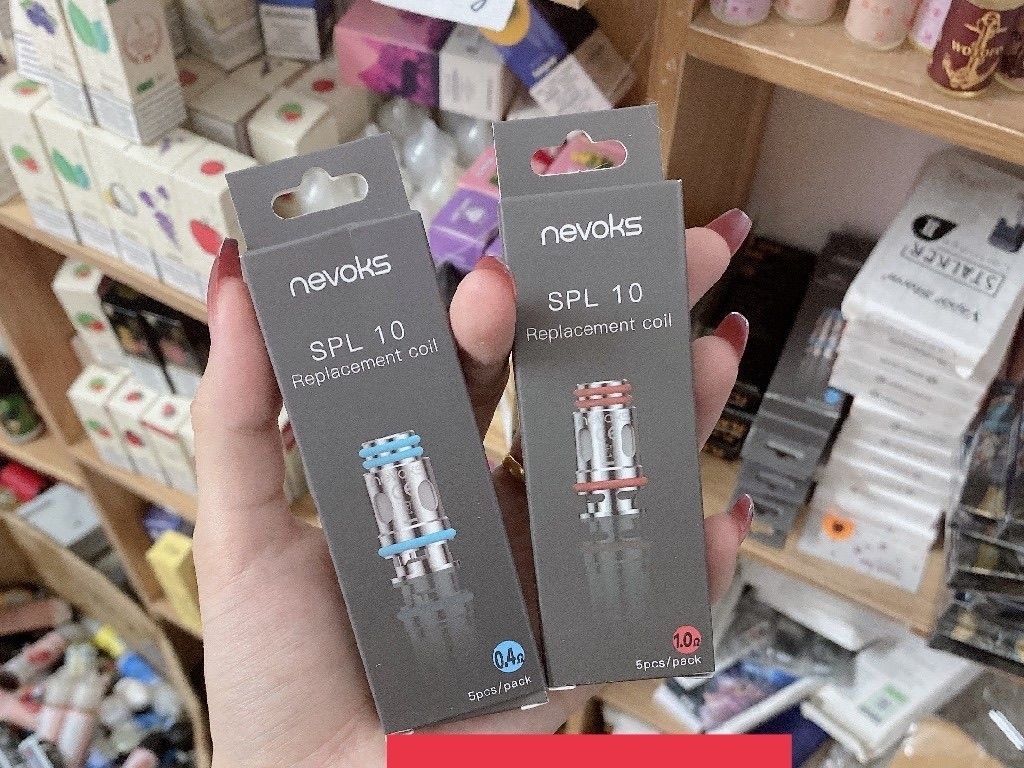 nevoks
SPL 10
Replacement coil
0.4Ω
5pcs/pack
nevoks
SPL 10
Replacement coil
1.0Ω
5pcs/pack
STALKER